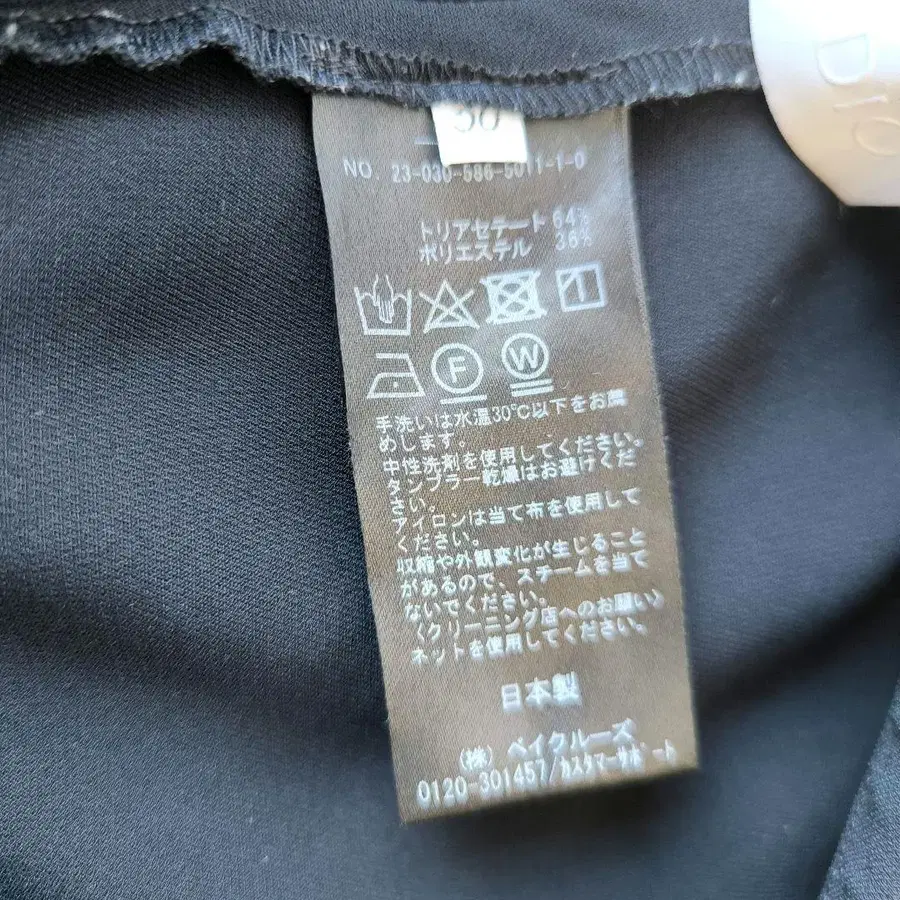 NO. 23-030-586-5011-1-0
トリアセテート 64%
ポリエステル 36%
F
W
手洗いは水温30℃以下をお薦
めします。
中性洗剤を使用してください。
タンブラー乾燥はお避けくだ
さい。
アイロンは当て布を使用して
ください。
収縮や外観変化が生じること
があるので、スチームを当て
ないでください。
〈クリーニング店へのお願い〉
ネットを使用してください。
日本製
(株) ベイクルーズ
0120-301457/カスタマーサポート